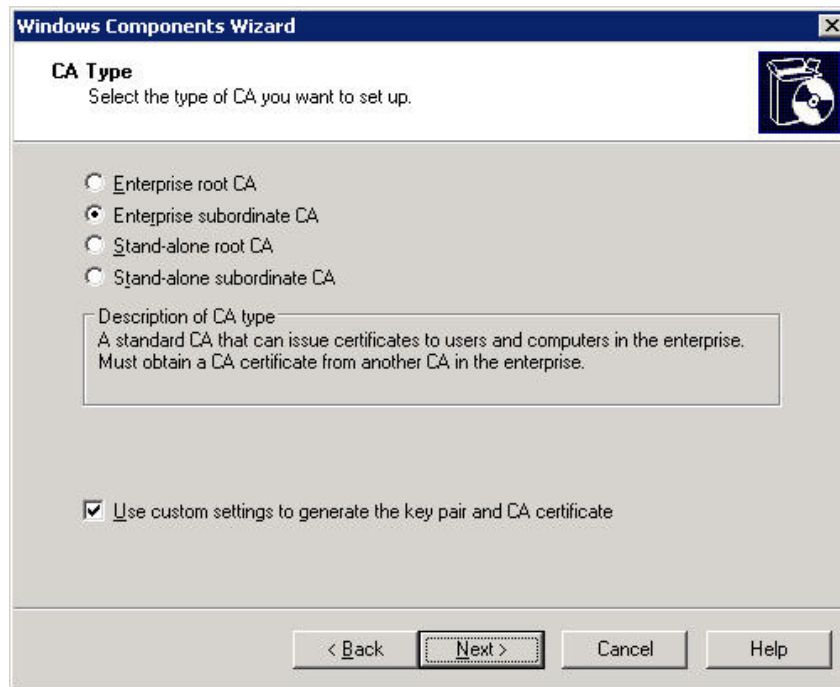 Windows Components Wizard
CA Type
Select the type of CA you want to set up.
Enterprise root CA
Enterprise subordinate CA
Stand-alone root CA
Stand-alone subordinate CA
Description of CA type
A standard CA that can issue certificates to users and computers in the enterprise.
Must obtain a CA certificate from another CA in the enterprise.
Use custom settings to generate the key pair and CA certificate
< Back Next > Cancel Help